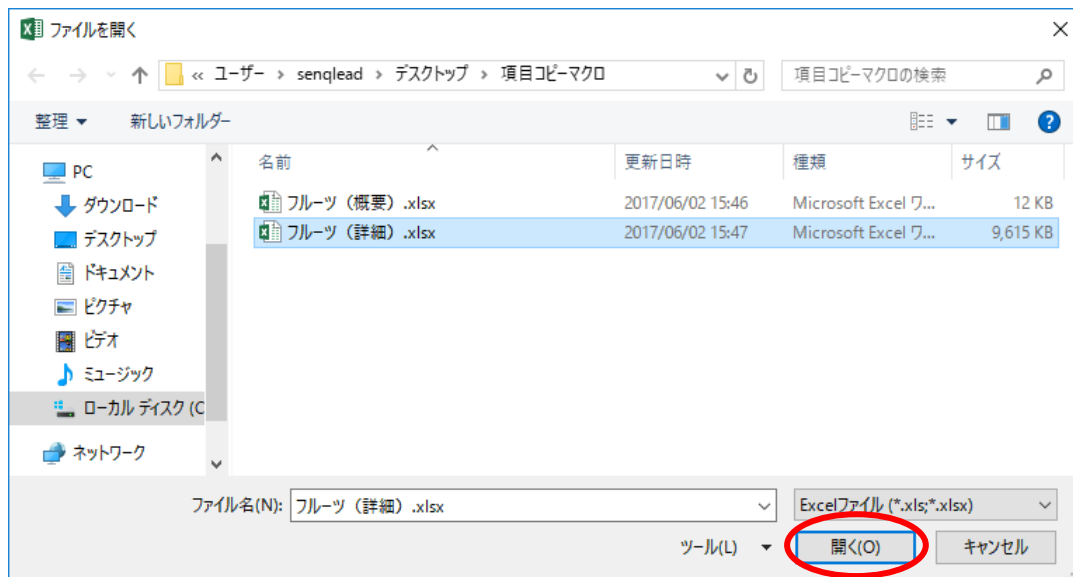 ファイルを開く
« ユーザー › senqlead › デスクトップ › 項目コピーマクロ
項目コピーマクロの検索
整理
新しいフォルダー
名前 更新日時 種類 サイズ
フルーツ（概要）.xlsx 2017/06/02 15:46 Microsoft Excel ワ... 12 KB
フルーツ（詳細）.xlsx 2017/06/02 15:47 Microsoft Excel ワ... 9,615 KB
PC
ダウンロード
デスクトップ
ドキュメント
ピクチャ
ビデオ
ミュージック
ローカル ディスク (C
ネットワーク
ファイル名(N): フルーツ（詳細）.xlsx
Excelファイル (*.xls;*.xlsx)
ツール(L) 開く(O) キャンセル